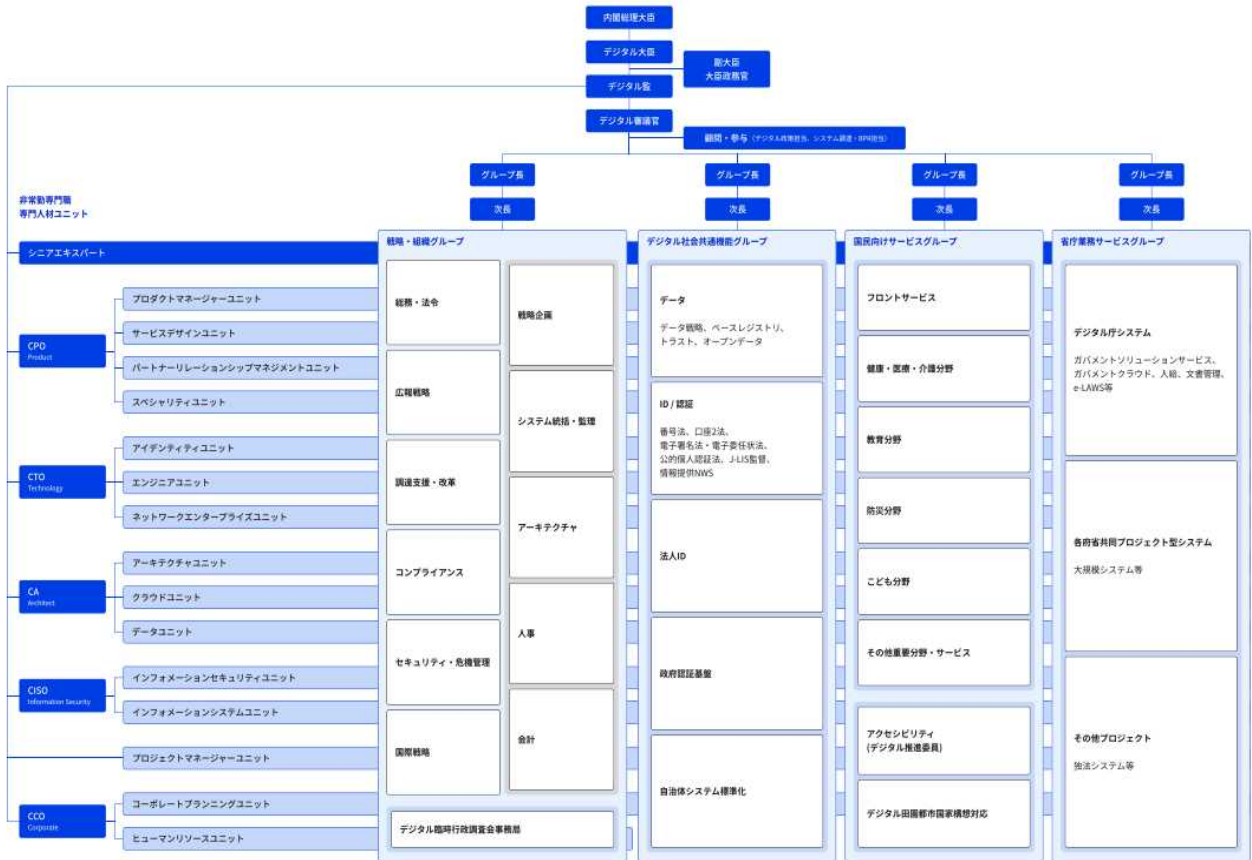 内閣総理大臣
デジタル大臣
副大臣
大臣政務官
デジタル監
デジタル審議官
顧問・参与（デジタル政策担当、システム調達・BPR担当）
グループ長
グループ長
グループ長
グループ長
次長
次長
次長
次長
非常勤専門職
専門人材ユニット
シニアエキスパート
CPO
Product
プロダクトマネージャーユニット
サービスデザインユニット
パートナーリレーションシップマネジメントユニット
スペシャリティユニット
CTO
Technology
アイデンティティユニット
エンジニアユニット
ネットワークエンタープライズユニット
CA
Architect
アーキテクチャユニット
クラウドユニット
データユニット
CISO
Information Security
インフォメーションセキュリティユニット
インフォメーションシステムユニット
プロジェクトマネージャーユニット
CCO
Corporate
コーポレートプランニングユニット
ヒューマンリソースユニット
戦略・組織グループ
総務・法令
広報戦略
調達支援・改革
コンプライアンス
セキュリティ・危機管理
国際戦略
戦略企画
システム統括・監理
アーキテクチャ
人事
会計
デジタル臨時行政調査会事務局
デジタル社会共通機能グループ
データ
データ戦略、ベースレジストリ、
トラスト、オープンデータ
ID / 認証
番号法、口座2法、
電子署名法・電子委任状法、
公的個人認証法、J-LIS監督、
情報提供NWS
法人ID
政府認証基盤
自治体システム標準化
国民向けサービスグループ
フロントサービス
健康・医療・介護分野
教育分野
防災分野
こども分野
その他重要分野・サービス
アクセシビリティ
(デジタル推進委員)
デジタル田園都市国家構想対応
省庁業務サービスグループ
デジタル庁システム
ガバメントソリューションサービス、
ガバメントクラウド、人給、文書管理、
e-LAWS等
各府省共同プロジェクト型システム
大規模システム等
その他プロジェクト
独法システム等